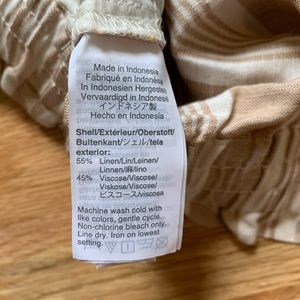 Made in Indonesia
Fabriqué en Indonésie
In Indonesien Hergestellt
Vervaardigd in Indonesië
インドネシア製
Hecho en Indonesia
Shell/Extérieur/Oberstoff/
Buitenkant/シェル/tela
exterior:
55% Linen/Lin/Leinen/
Linnen/麻/lino
45% Viscose/Viscose/
Viskose/Viscose/
ビスコース/viscosa
Machine wash cold with
like colors, gentle cycle.
Non-chlorine bleach only.
Line dry. Iron on lowest
setting.